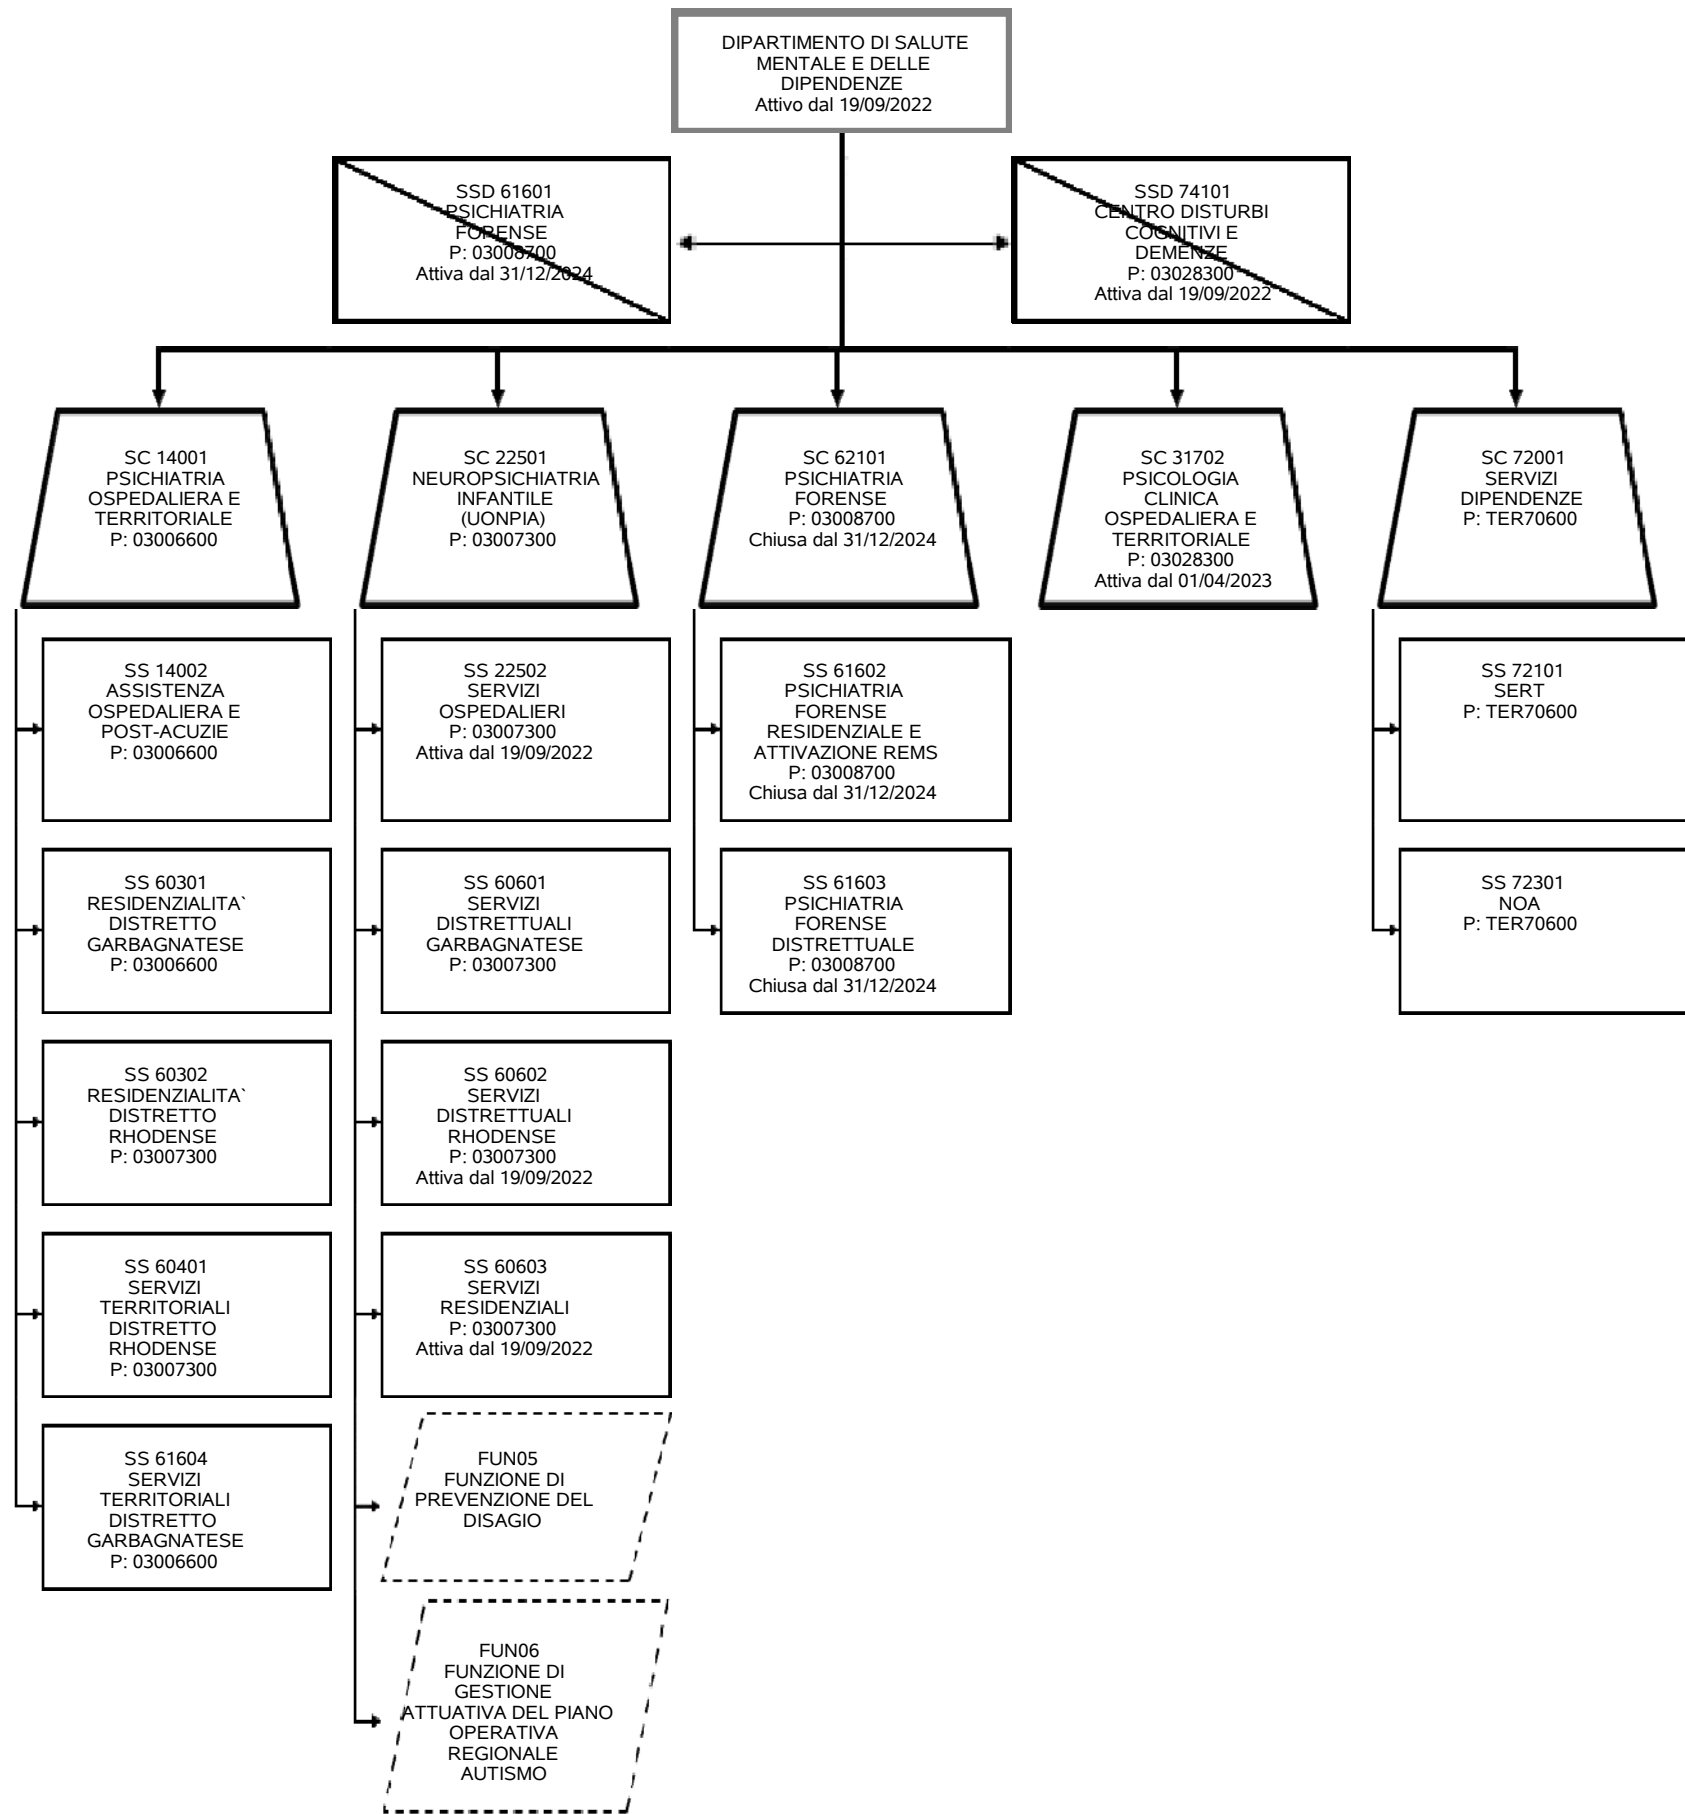 DIPARTIMENTO DI SALUTE
MENTALE E DELLE
DIPENDENZE
Attivo dal 19/09/2022
SSD 61601
PSICHIATRIA
FORENSE
P: 03008700
Attiva dal 31/12/2024
SSD 74101
CENTRO DISTURBI
COGNITIVI E
DEMENZE
P: 03028300
Attiva dal 19/09/2022
SC 14001
PSICHIATRIA
OSPEDALIERA E
TERRITORIALE
P: 03006600
SC 22501
NEUROPSICHIATRIA
INFANTILE
(UONPIA)
P: 03007300
SC 62101
PSICHIATRIA
FORENSE
P: 03008700
Chiusa dal 31/12/2024
SC 31702
PSICOLOGIA
CLINICA
OSPEDALIERA E
TERRITORIALE
P: 03028300
Attiva dal 01/04/2023
SC 72001
SERVIZI
DIPENDENZE
P: TER70600
SS 14002
ASSISTENZA
OSPEDALIERA E
POST-ACUZIE
P: 03006600
SS 22502
SERVIZI
OSPEDALIERI
P: 03007300
Attiva dal 19/09/2022
SS 61602
PSICHIATRIA
FORENSE
RESIDENZIALE E
ATTIVAZIONE REMS
P: 03008700
Chiusa dal 31/12/2024
SS 72101
SERT
P: TER70600
SS 60301
RESIDENZIALITA`
DISTRETTO
GARBAGNATESE
P: 03006600
SS 60601
SERVIZI
DISTRETTUALI
GARBAGNATESE
P: 03007300
SS 61603
PSICHIATRIA
FORENSE
DISTRETTUALE
P: 03008700
Chiusa dal 31/12/2024
SS 72301
NOA
P: TER70600
SS 60302
RESIDENZIALITA`
DISTRETTO
RHODENSE
P: 03007300
SS 60602
SERVIZI
DISTRETTUALI
RHODENSE
P: 03007300
Attiva dal 19/09/2022
SS 60401
SERVIZI
TERRITORIALI
DISTRETTO
RHODENSE
P: 03007300
SS 60603
SERVIZI
RESIDENZIALI
P: 03007300
Attiva dal 19/09/2022
SS 61604
SERVIZI
TERRITORIALI
DISTRETTO
GARBAGNATESE
P: 03006600
FUN05
FUNZIONE DI
PREVENZIONE DEL
DISAGIO
FUN06
FUNZIONE DI
GESTIONE
ATTUATIVA DEL PIANO
OPERATIVA
REGIONALE
AUTISMO